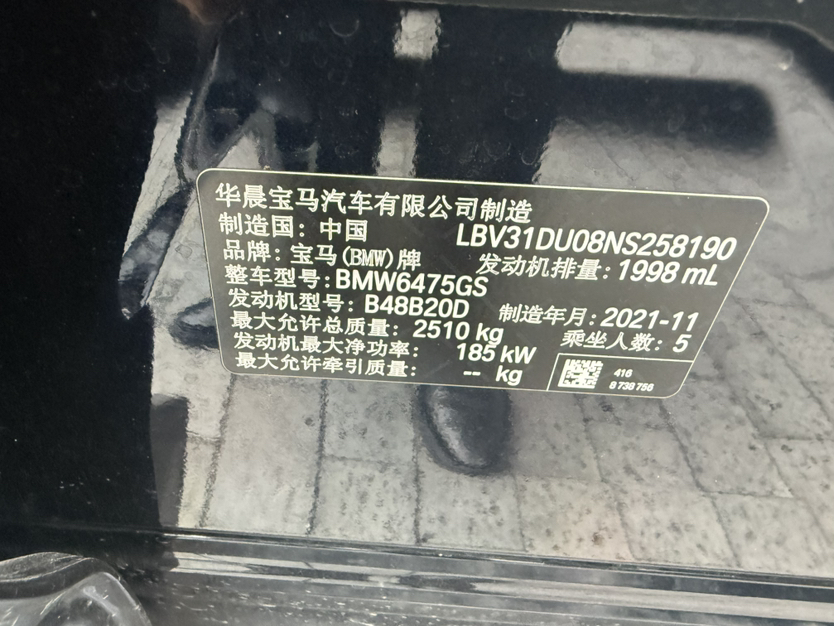 华晨宝马汽车有限公司制造
制造国：中国 LBV31DU08NS258190
品牌：宝马(BMW)牌 发动机排量：1998 mL
整车型号：BMW6475GS
发动机型号：B48B20D 制造年月：2021-11
最大允许总质量：2510 kg 乘坐人数：5
发动机最大净功率：185 kW
最大允许牵引质量：-- kg
416
8 738 756